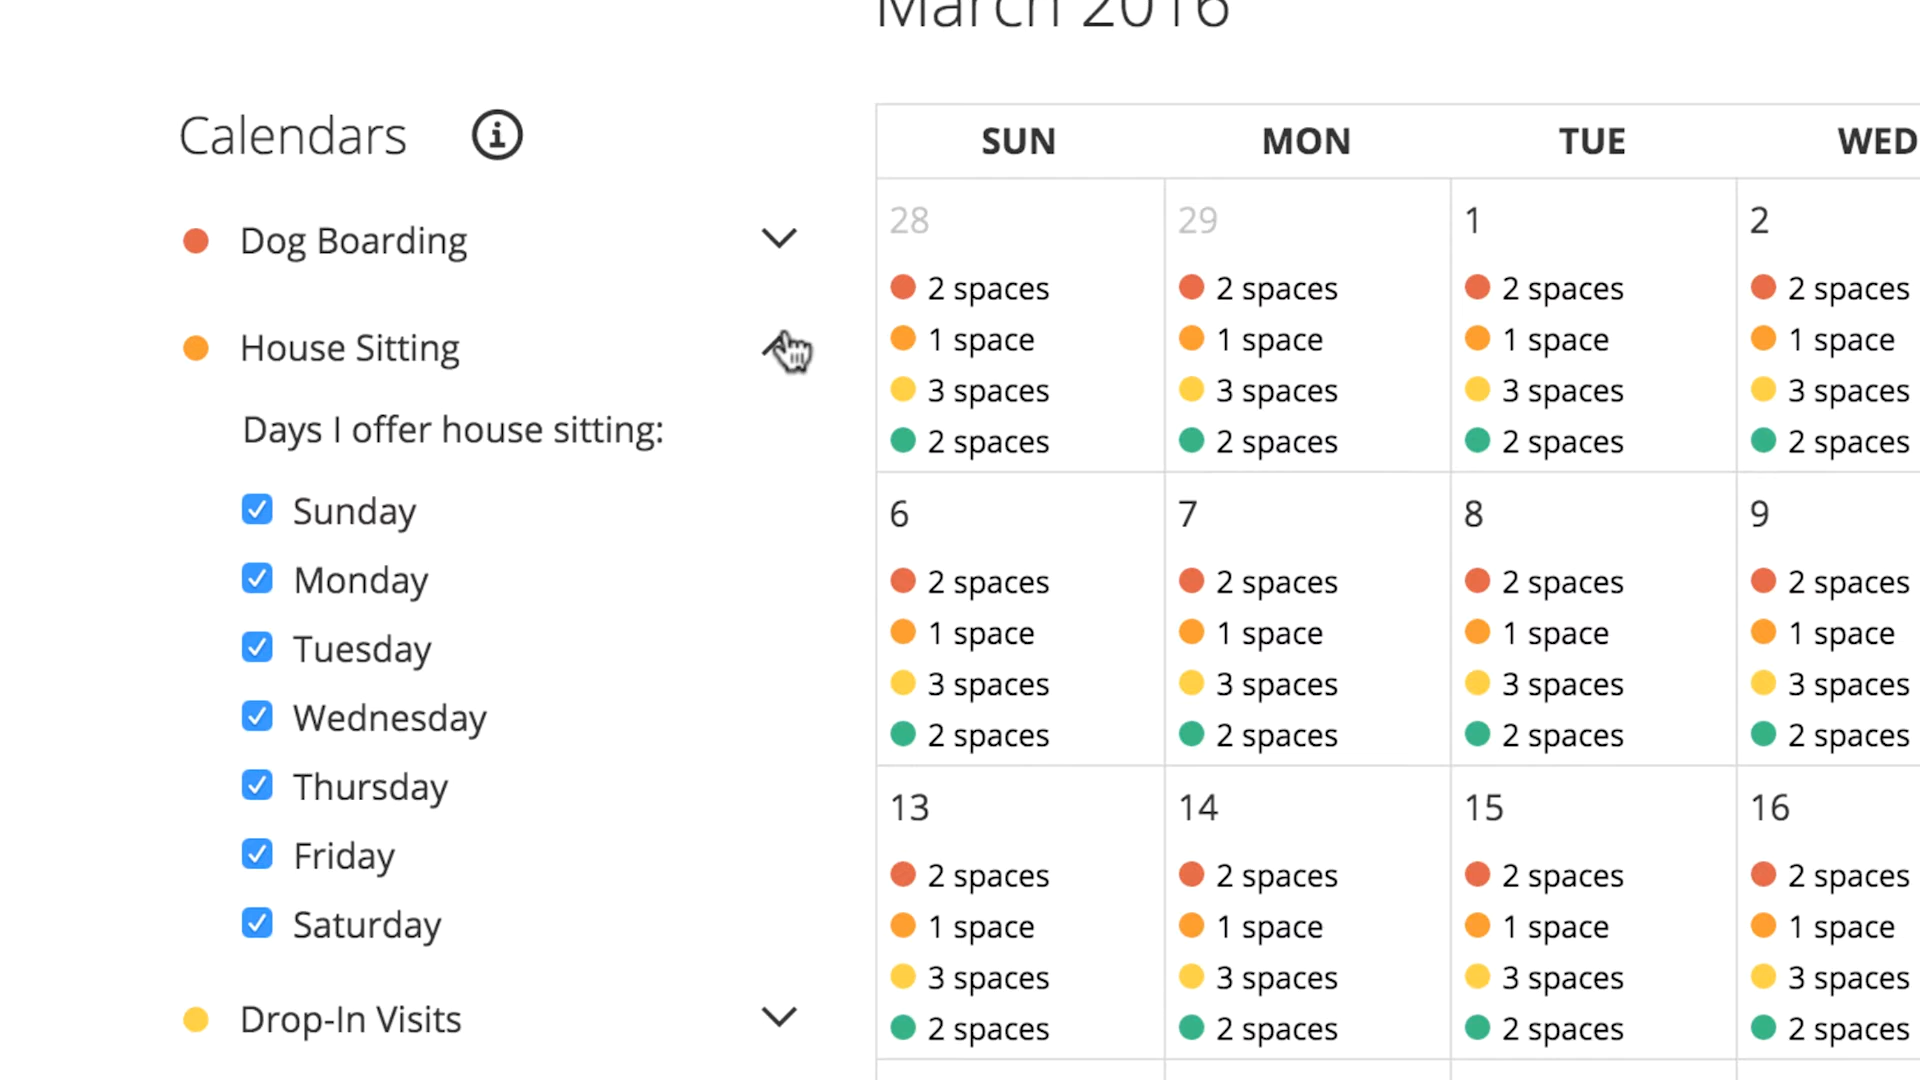 March 2016
Calendars
Dog Boarding
House Sitting
Days I offer house sitting:
Sunday
Monday
Tuesday
Wednesday
Thursday
Friday
Saturday
Drop-In Visits
SUN MON TUE WED
28 29 1 2
2 spaces 2 spaces 2 spaces 2 spaces
1 space 1 space 1 space 1 space
3 spaces 3 spaces 3 spaces 3 spaces
2 spaces 2 spaces 2 spaces 2 spaces
6 7 8 9
2 spaces 2 spaces 2 spaces 2 spaces
1 space 1 space 1 space 1 space
3 spaces 3 spaces 3 spaces 3 spaces
2 spaces 2 spaces 2 spaces 2 spaces
13 14 15 16
2 spaces 2 spaces 2 spaces 2 spaces
1 space 1 space 1 space 1 space
3 spaces 3 spaces 3 spaces 3 spaces
2 spaces 2 spaces 2 spaces 2 spaces